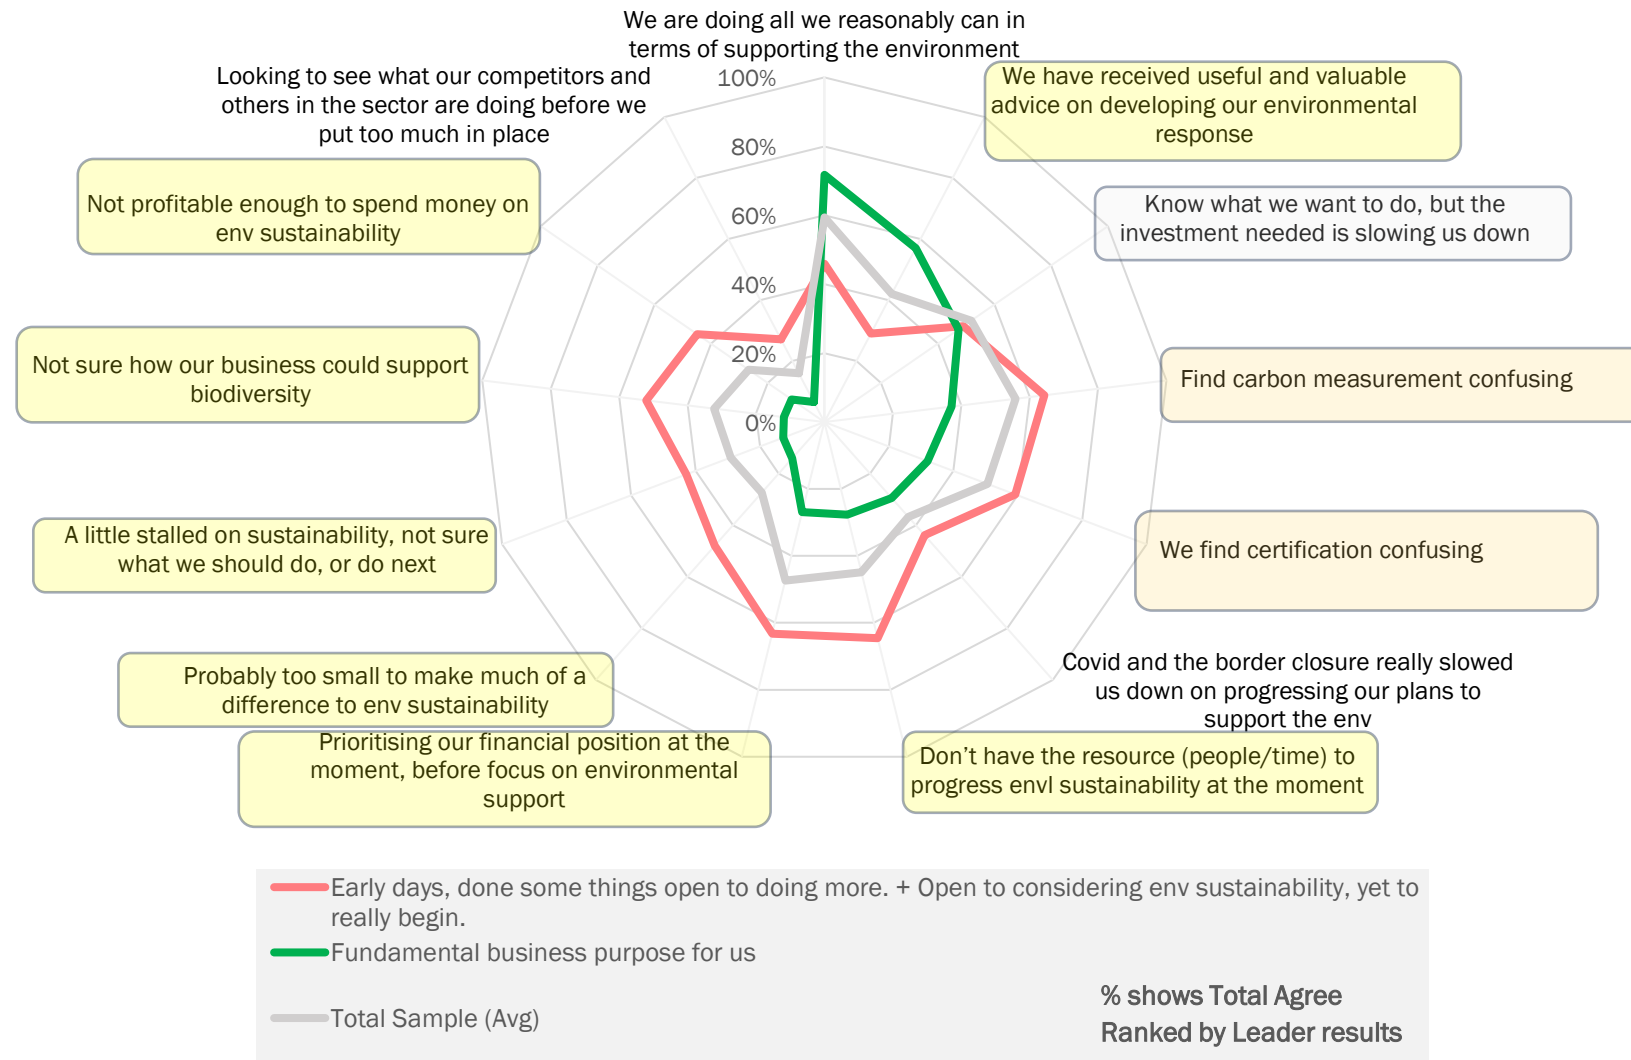 We are doing all we reasonably can in
terms of supporting the environment
We have received useful and valuable
advice on developing our environmental
response
Know what we want to do, but the
investment needed is slowing us down
Find carbon measurement confusing
We find certification confusing
Covid and the border closure really slowed
us down on progressing our plans to
support the env
Don’t have the resource (people/time) to
progress envl sustainability at the moment
Prioritising our financial position at the
moment, before focus on environmental
support
Probably too small to make much of a
difference to env sustainability
A little stalled on sustainability, not sure
what we should do, or do next
Not sure how our business could support
biodiversity
Not profitable enough to spend money on
env sustainability
Looking to see what our competitors and
others in the sector are doing before we
put too much in place
100%
80%
60%
40%
20%
0%
Early days, done some things open to doing more. + Open to considering env sustainability, yet to
really begin.
Fundamental business purpose for us
Total Sample (Avg)
% shows Total Agree
Ranked by Leader results